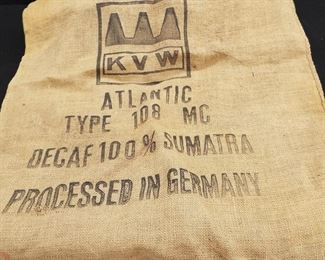 KVW
ATLANTIC
TYPE 108 MC
DECAF 100% SUMATRA
PROCESSED IN GERMANY